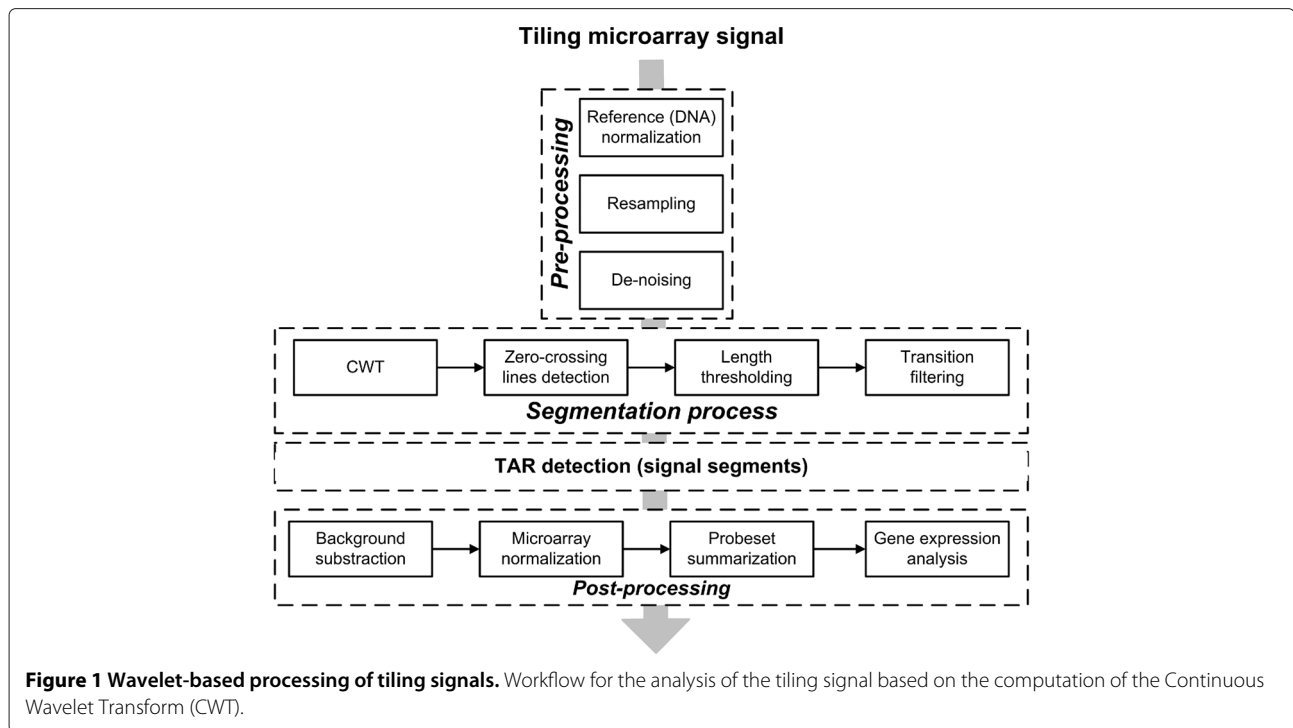 Tiling microarray signal
Pre-processing
Reference (DNA)
normalization
Resampling
De-noising
CWT
Zero-crossing
lines detection
Length
thresholding
Transition
filtering
Segmentation process
TAR detection (signal segments)
Background
substraction
Microarray
normalization
Probeset
summarization
Gene expression
analysis
Post-processing
Figure 1 Wavelet-based processing of tiling signals. Workflow for the analysis of the tiling signal based on the computation of the Continuous
Wavelet Transform (CWT).